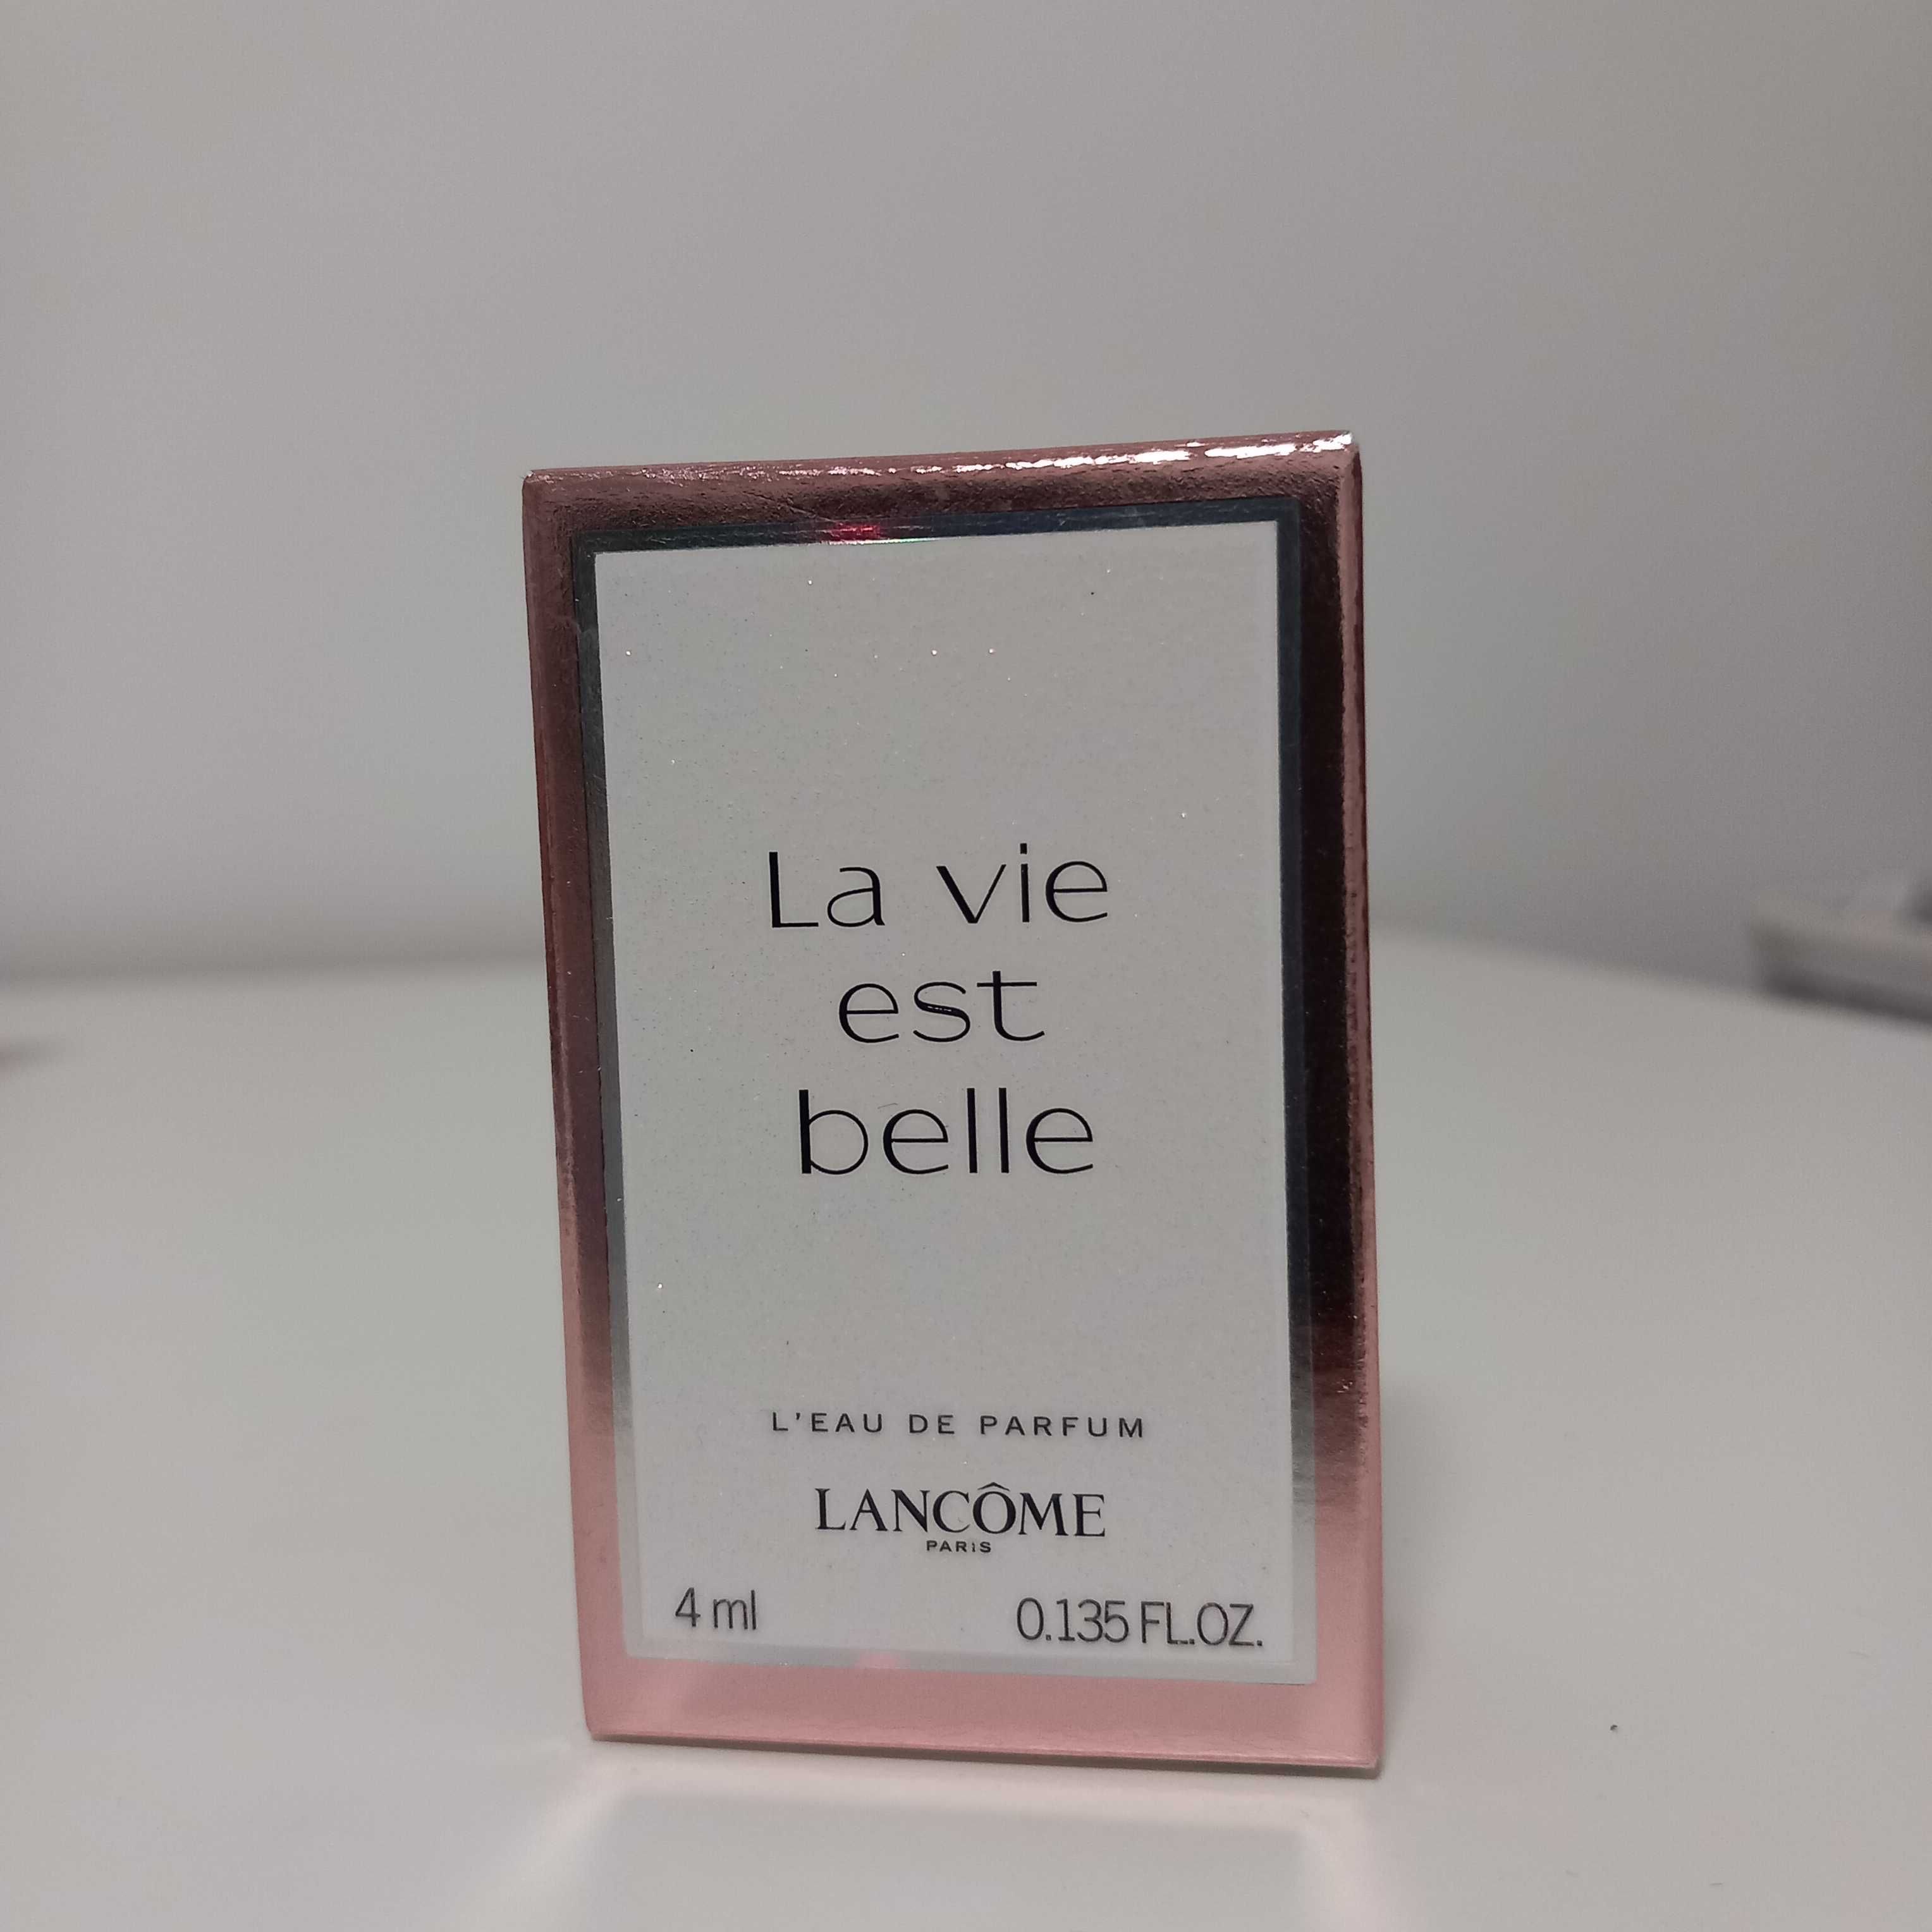 La vie
est
belle
L'EAU DE PARFUM
LANCÔME
PARIS
4 ml 0.135 FL.OZ.